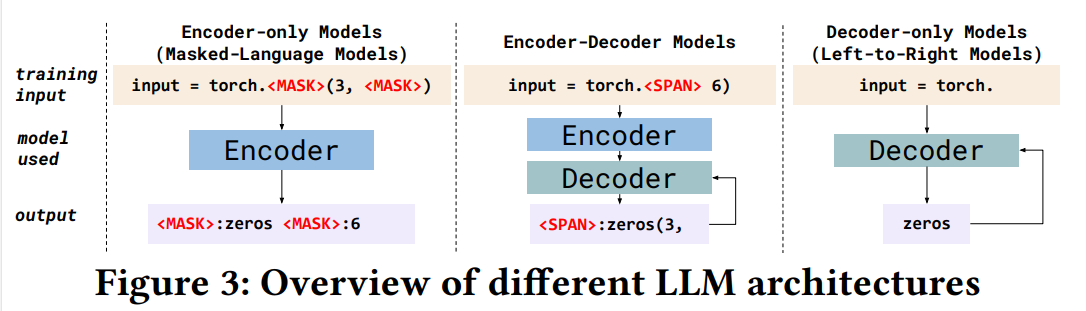 Encoder-only Models
(Masked-Language Models)
Encoder-Decoder Models
Decoder-only Models
(Left-to-Right Models)
training
input
input = torch.<MASK>(3, <MASK>)
input = torch.<SPAN> 6)
input = torch.
model
used
Encoder
Encoder
Decoder
Decoder
output
<MASK>:zeros <MASK>:6
<SPAN>:zeros(3,
zeros
Figure 3: Overview of different LLM architectures